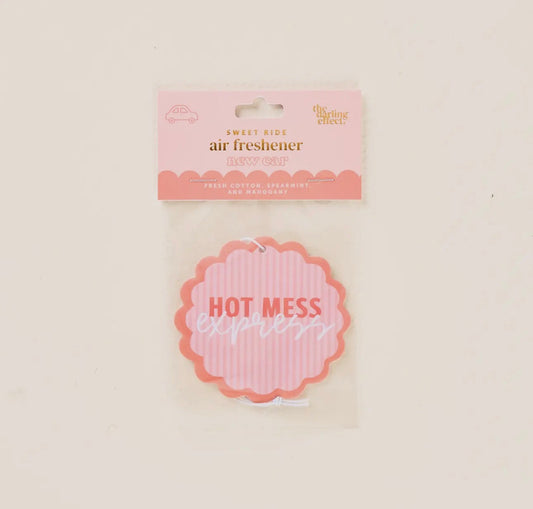 the
darling
effect.
SWEET RIDE
air freshener
new car
FRESH COTTON, SPEARMINT,
AND MAHOGANY
HOT MESS
express